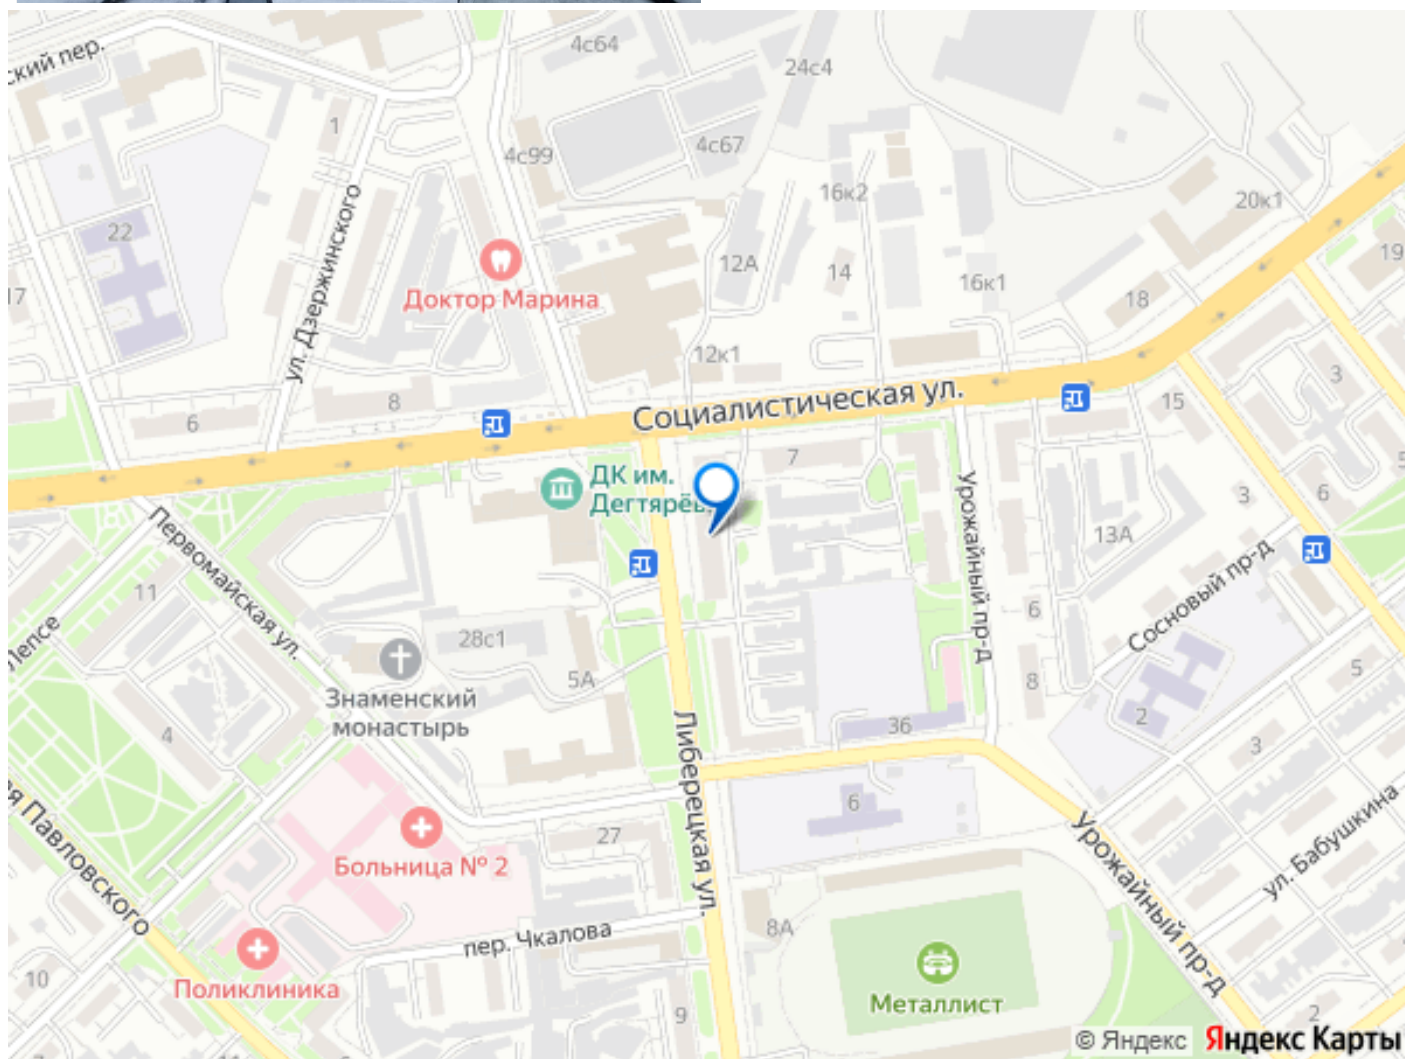 ский пер.
4с64
24с4
1
4с99
4с67
16к2
20к1
22
ул. Дзержинского
12А
14
19
17
Доктор Марина
16к1
18
12к1
3
8
Социалистическая ул.
15
6
7
ДК им.
Дегтярёв
Урожайный пр-д
3
6
5
Первомайская ул.
13А
Сосновый пр-д
11
Лепсе
28с1
6
5А
8
5
Знаменский
монастырь
2
4
36
3
Либерецкая ул.
я Павловского
6
27
Больница № 2
Урожайный пр-д
ул. Бабушкина
пер. Чкалова
8А
10
Поликлиника
Металлист
9
2
© Яндекс Яндекс Карты